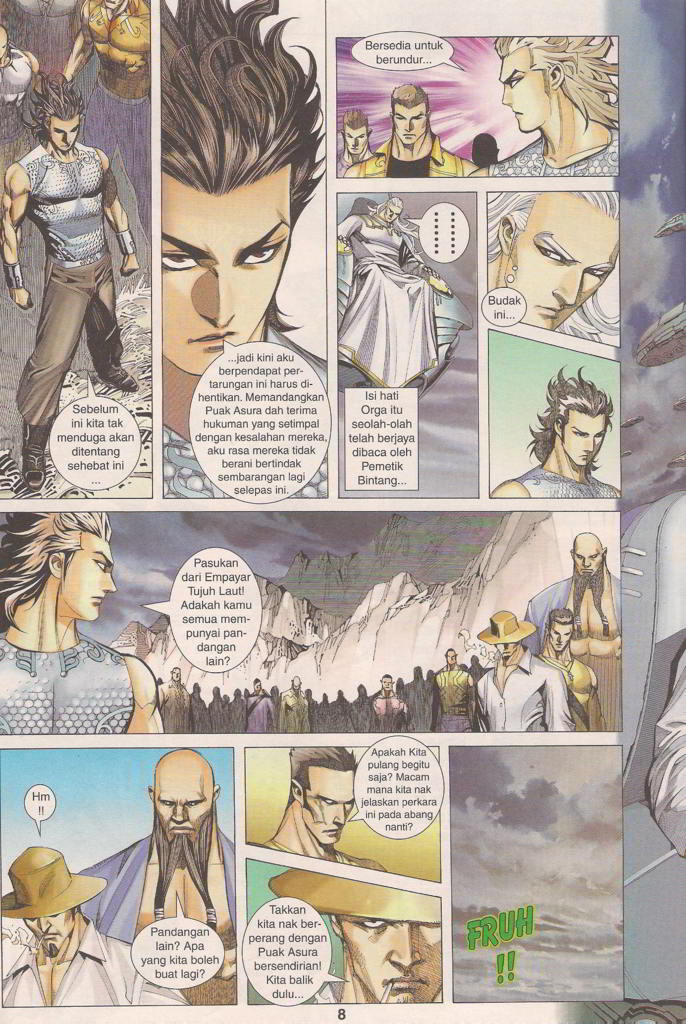 Sebelum
ini kita tak
menduga akan
ditentang
sehebat ini
...
...jadi kini aku
berpendapat per-
tarungan ini harus di-
hentikan. Memandangkan
Puak Asura dah terima
hukuman yang setimpal
dengan kesalahan mereka,
aku rasa mereka tidak
berani bertindak
sembarangan lagi
selepas ini.
Bersedia untuk
berundur...
Budak
ini...
Isi hati
Orga itu
seolah-olah
telah berjaya
dibaca oleh
Pemetik
Bintang...
Pasukan
dari Empayar
Tujuh Laut!
Adakah kamu
semua mem-
punyai pan-
dangan
lain?
Hm
!!
Pandangan
lain? Apa
yang kita boleh
buat lagi?
Apakah Kita
pulang begitu
saja? Macam
mana kita nak
jelaskan perkara
ini pada abang
nanti?
Takkan
kita nak ber-
perang dengan
Puak Asura
bersendirian!
Kita balik
dulu...
FRUH
!!
8